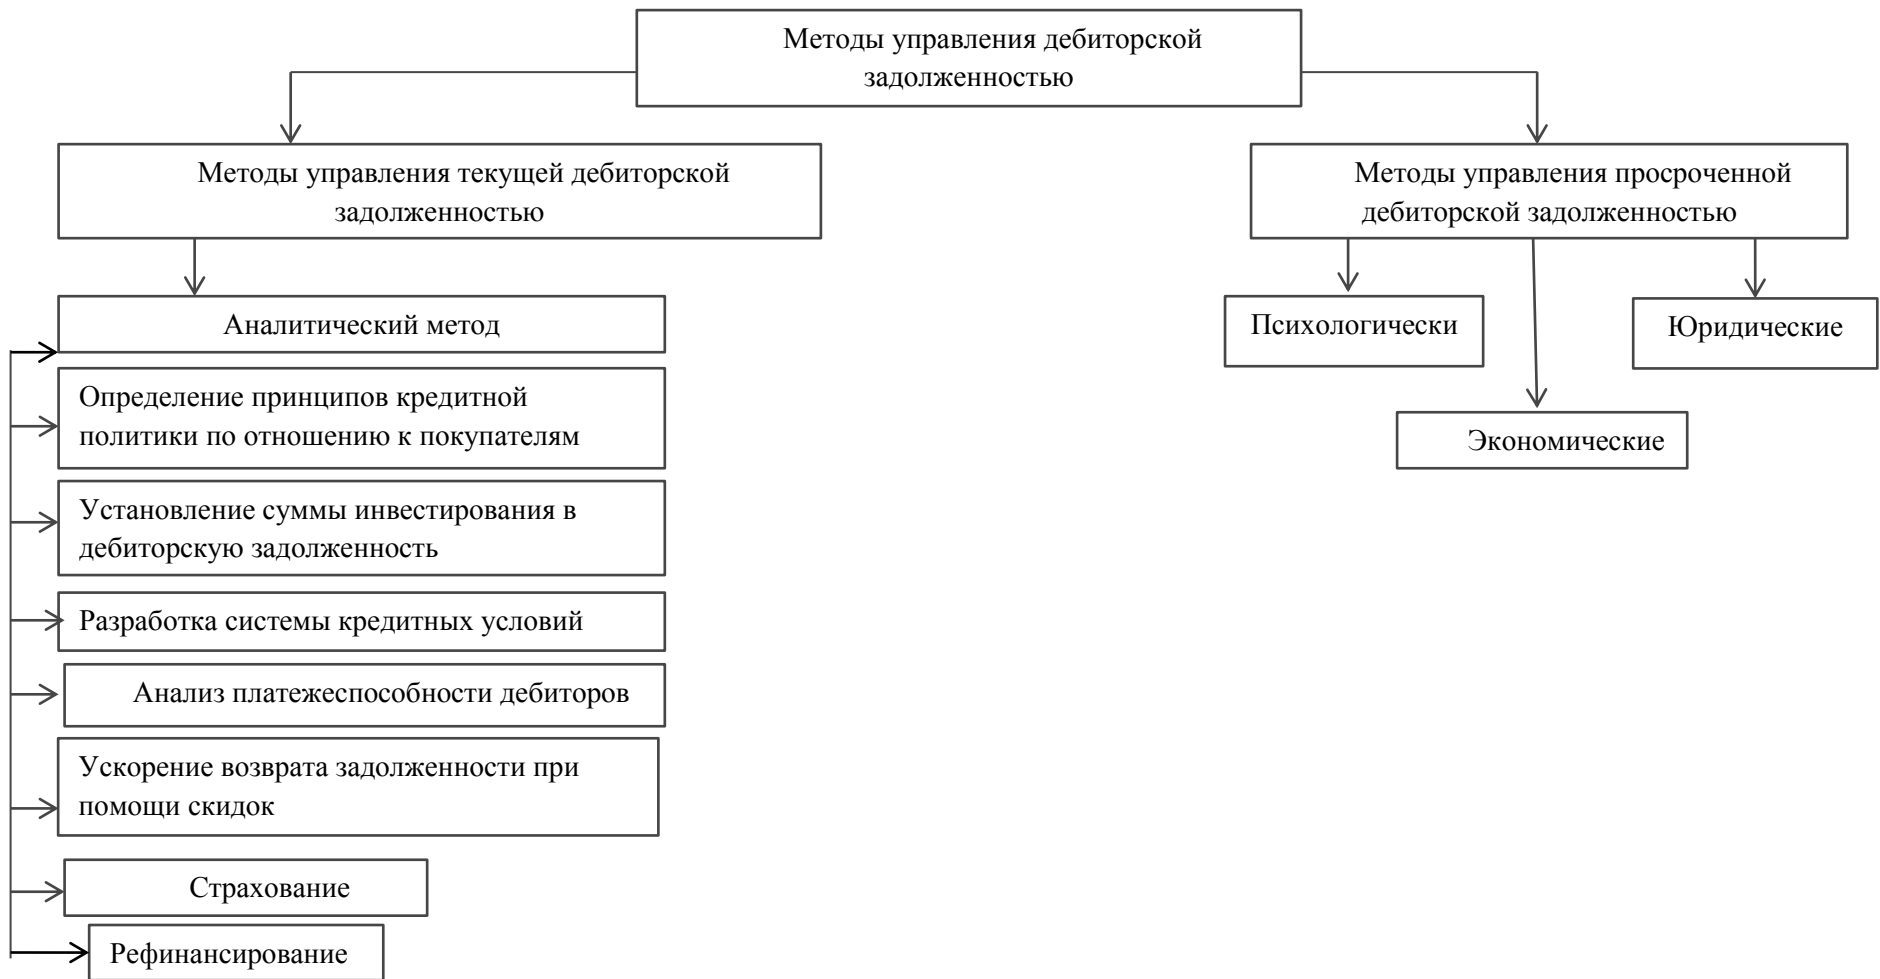 Методы управления дебиторской
задолженностью
Методы управления текущей дебиторской
задолженностью
Методы управления просроченной
дебиторской задолженностью
Аналитический метод
Психологически
Юридические
Определение принципов кредитной
политики по отношению к покупателям
Экономические
Установление суммы инвестирования в
дебиторскую задолженность
Разработка системы кредитных условий
Анализ платежеспособности дебиторов
Ускорение возврата задолженности при
помощи скидок
Страхование
Рефинансирование